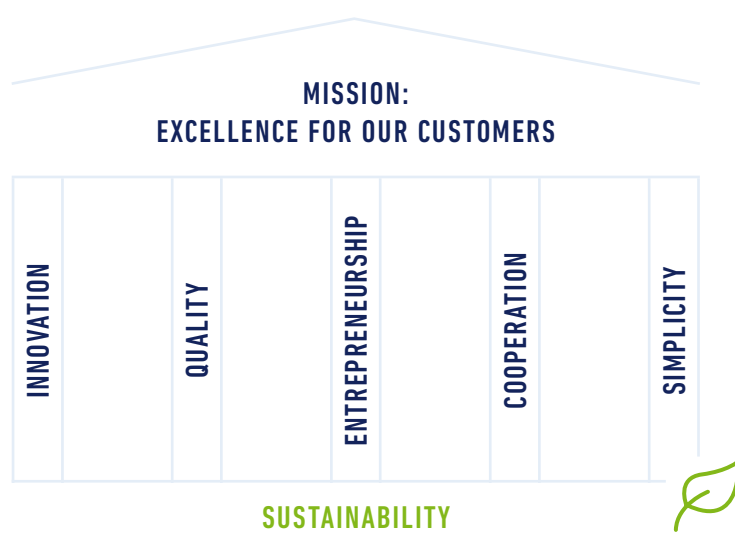 MISSION:
EXCELLENCE FOR OUR CUSTOMERS
INNOVATION
QUALITY
ENTREPRENEURSHIP
COOPERATION
SIMPLICITY
SUSTAINABILITY